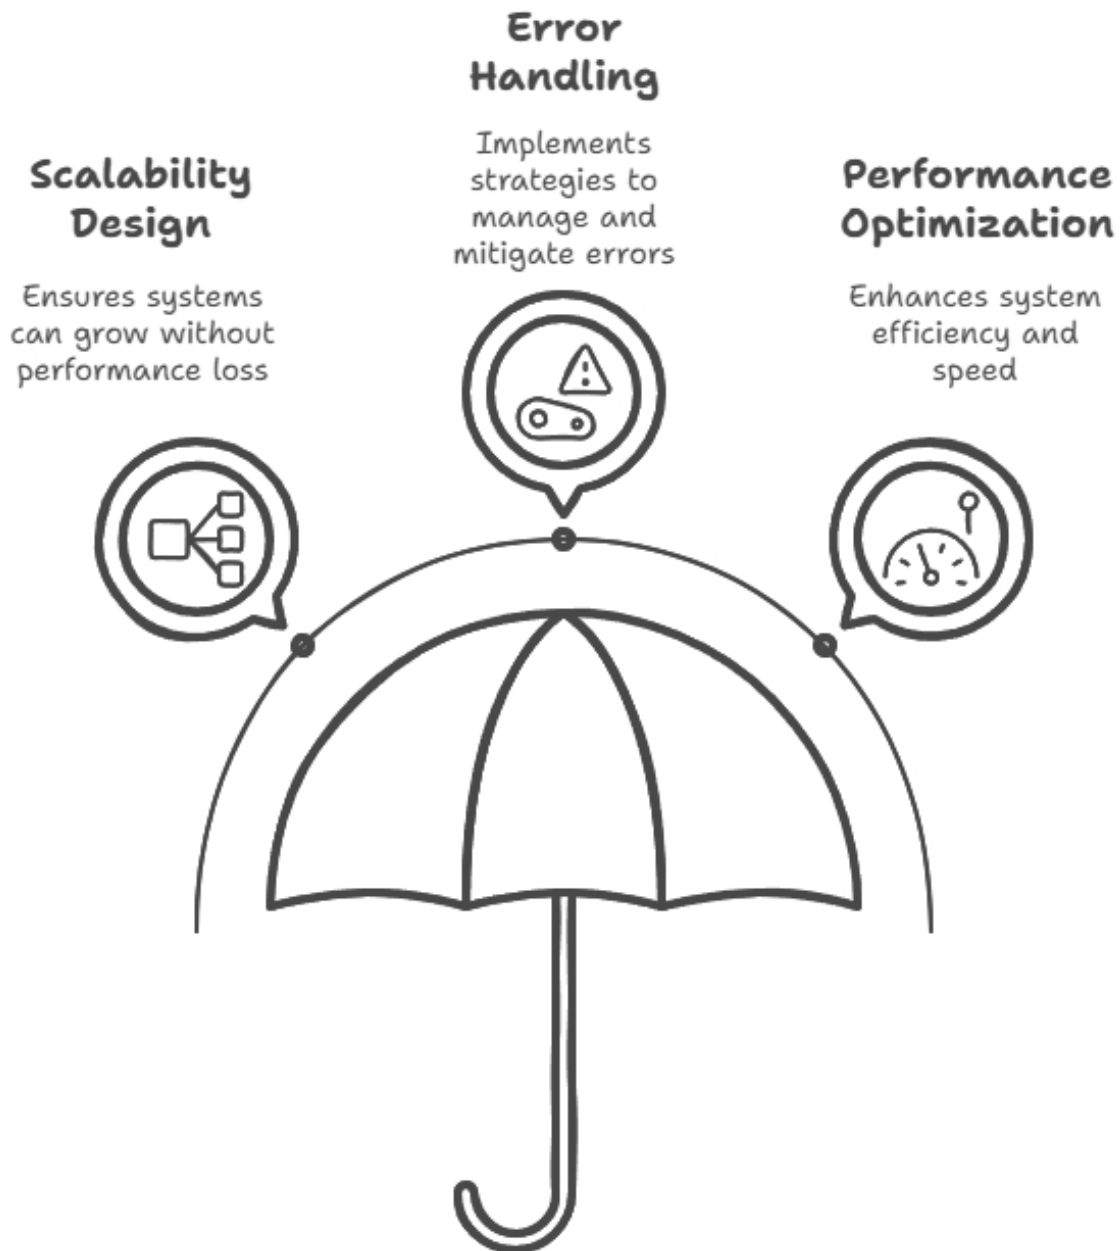 Error
Handling
Implements
strategies to
manage and
mitigate errors
Scalability
Design
Ensures systems
can grow without
performance loss
Performance
Optimization
Enhances system
efficiency and
speed